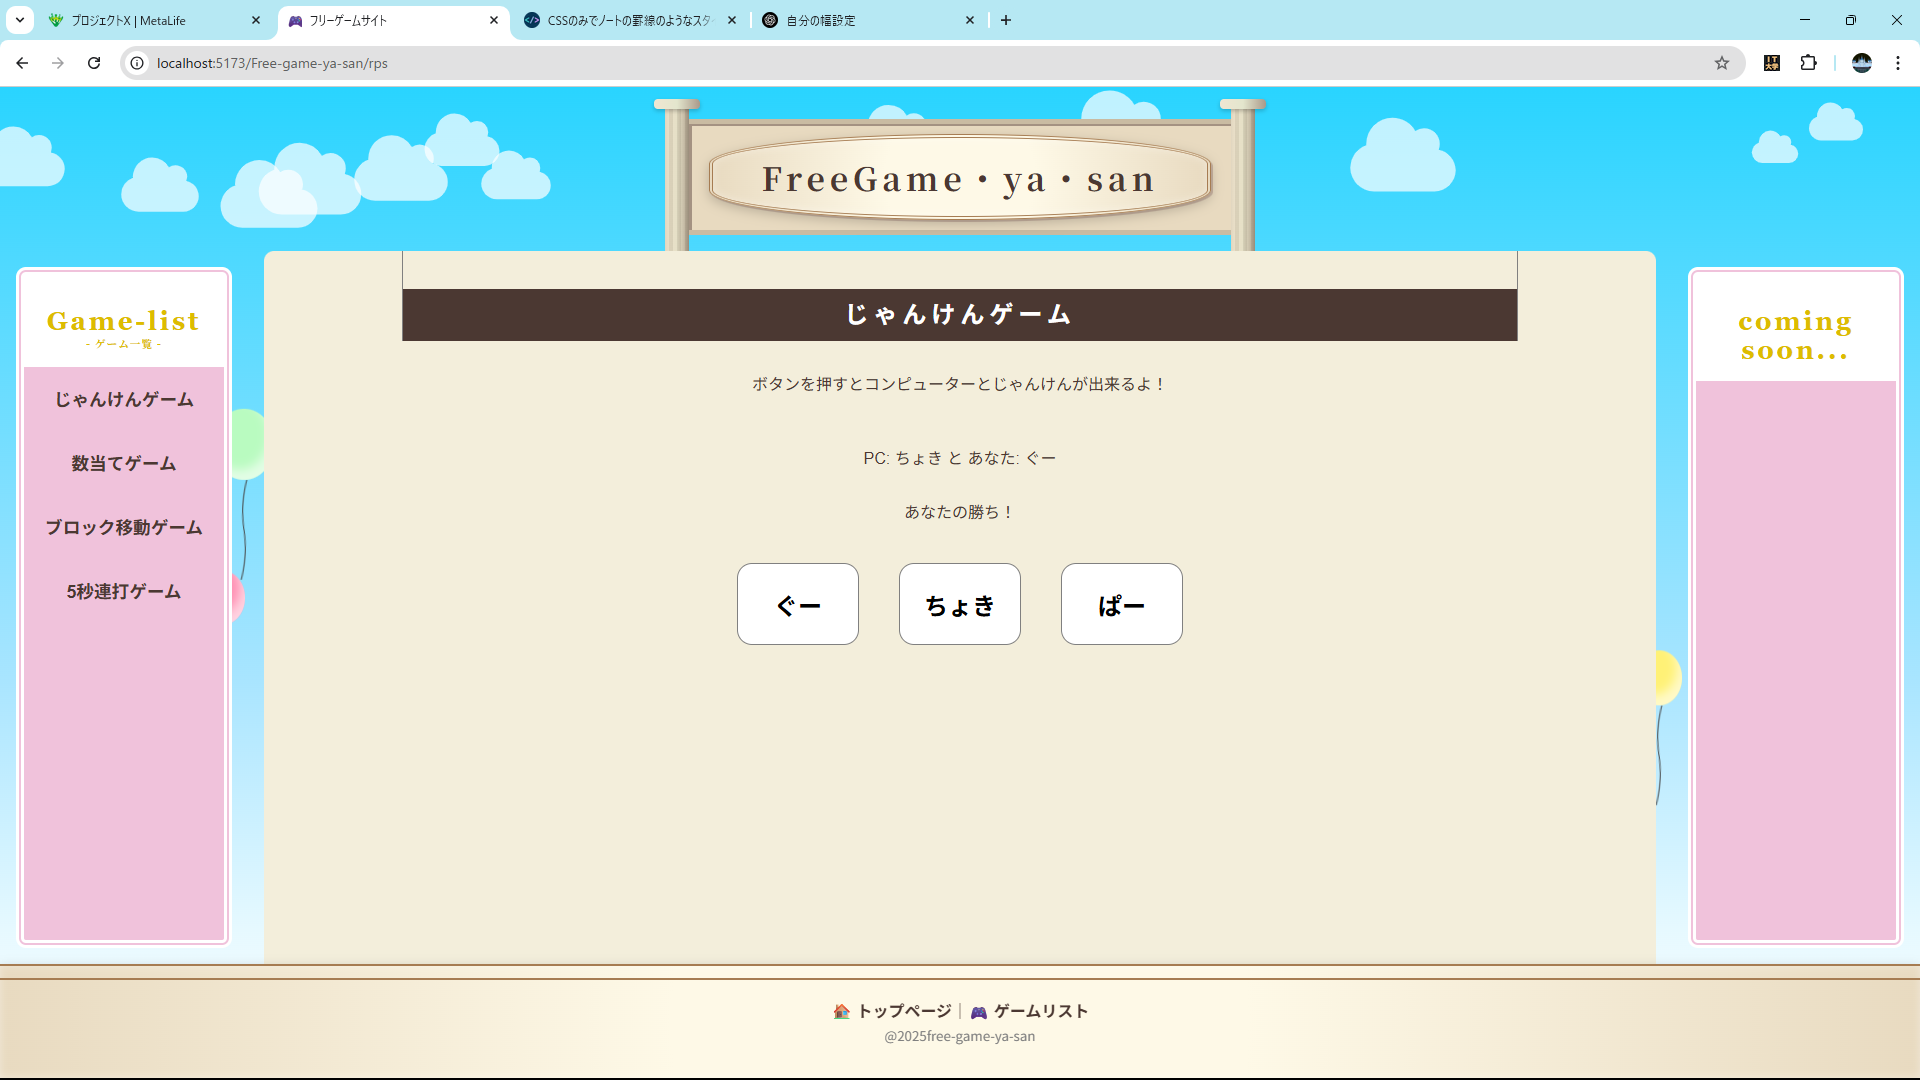 プロジェクトX | MetaLife
フリーゲームサイト
CSSのみでノートの罫線のようなスタ
自分の幅設定
localhost:5173/Free-game-ya-san/rps
IT
大学
FreeGame・ya・san
Game-list
- ゲーム一覧 -
じゃんけんゲーム
数当てゲーム
ブロック移動ゲーム
5秒連打ゲーム
じゃんけんゲーム
ボタンを押すとコンピューターとじゃんけんが出来るよ！
PC: ちょき と あなた: ぐー
あなたの勝ち！
ぐー
ちょき
ぱー
coming
soon...
トップページ | ゲームリスト
@2025free-game-ya-san